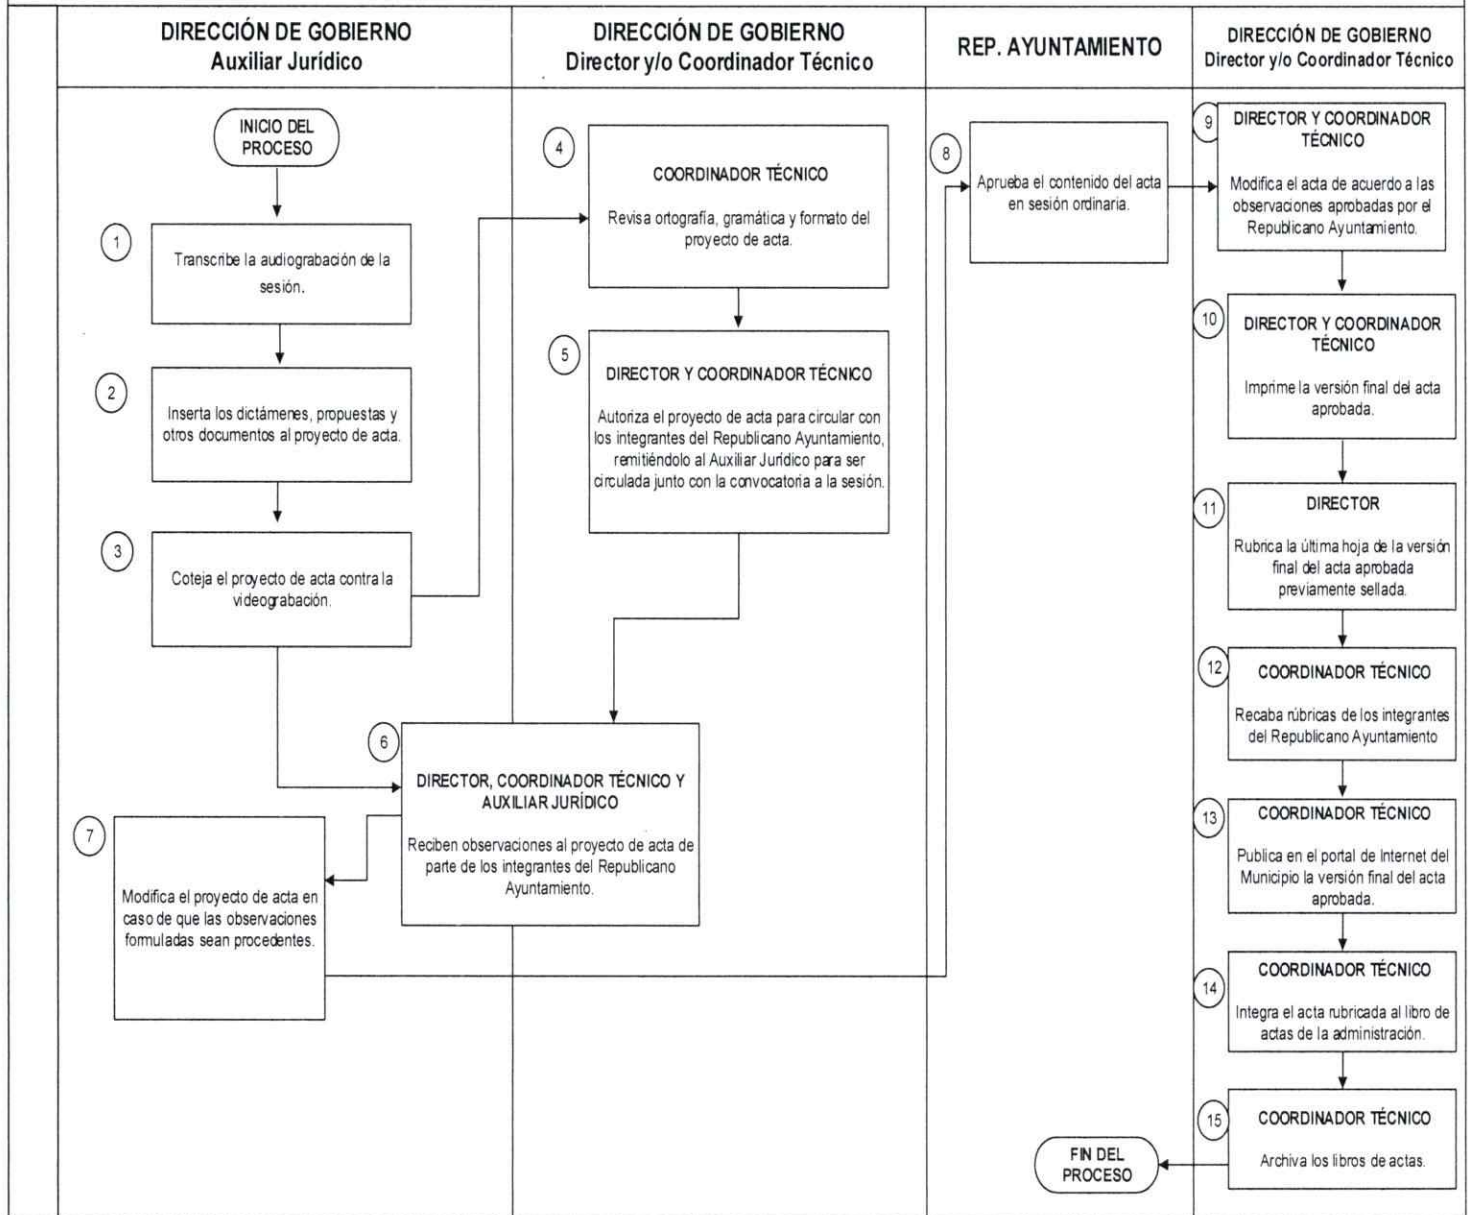 DIRECCIÓN DE GOBIERNO
Auxiliar Jurídico
DIRECCIÓN DE GOBIERNO
Director y/o Coordinador Técnico
REP. AYUNTAMIENTO
DIRECCIÓN DE GOBIERNO
Director y/o Coordinador Técnico
INICIO DEL
PROCESO
1
Transcribe la audiograbación de la
sesión.
2
Inserta los dictámenes, propuestas y
otros documentos al proyecto de acta.
3
Coteja el proyecto de acta contra la
videograbación.
4
COORDINADOR TÉCNICO
Revisa ortografía, gramática y formato del
proyecto de acta.
5
DIRECTOR Y COORDINADOR TÉCNICO
Autoriza el proyecto de acta para circular con
los integrantes del Republicano Ayuntamiento,
remitiéndolo al Auxiliar Jurídico para ser
circulada junto con la convocatoria a la sesión.
6
DIRECTOR, COORDINADOR TÉCNICO Y
AUXILIAR JURÍDICO
Reciben observaciones al proyecto de acta de
parte de los integrantes del Republicano
Ayuntamiento.
7
Modifica el proyecto de acta en
caso de que las observaciones
formuladas sean procedentes.
8
Aprueba el contenido del acta
en sesión ordinaria.
9
DIRECTOR Y COORDINADOR
TÉCNICO
Modifica el acta de acuerdo a las
observaciones aprobadas por el
Republicano Ayuntamiento.
10
DIRECTOR Y COORDINADOR
TÉCNICO
Imprime la versión final del acta
aprobada.
11
DIRECTOR
Rubrica la última hoja de la versión
final del acta aprobada
previamente sellada.
12
COORDINADOR TÉCNICO
Recaba rúbricas de los integrantes
del Republicano Ayuntamiento
13
COORDINADOR TÉCNICO
Publica en el portal de Internet del
Municipio la versión final del acta
aprobada.
14
COORDINADOR TÉCNICO
Integra el acta rubricada al libro de
actas de la administración.
15
COORDINADOR TÉCNICO
Archiva los libros de actas.
FIN DEL
PROCESO